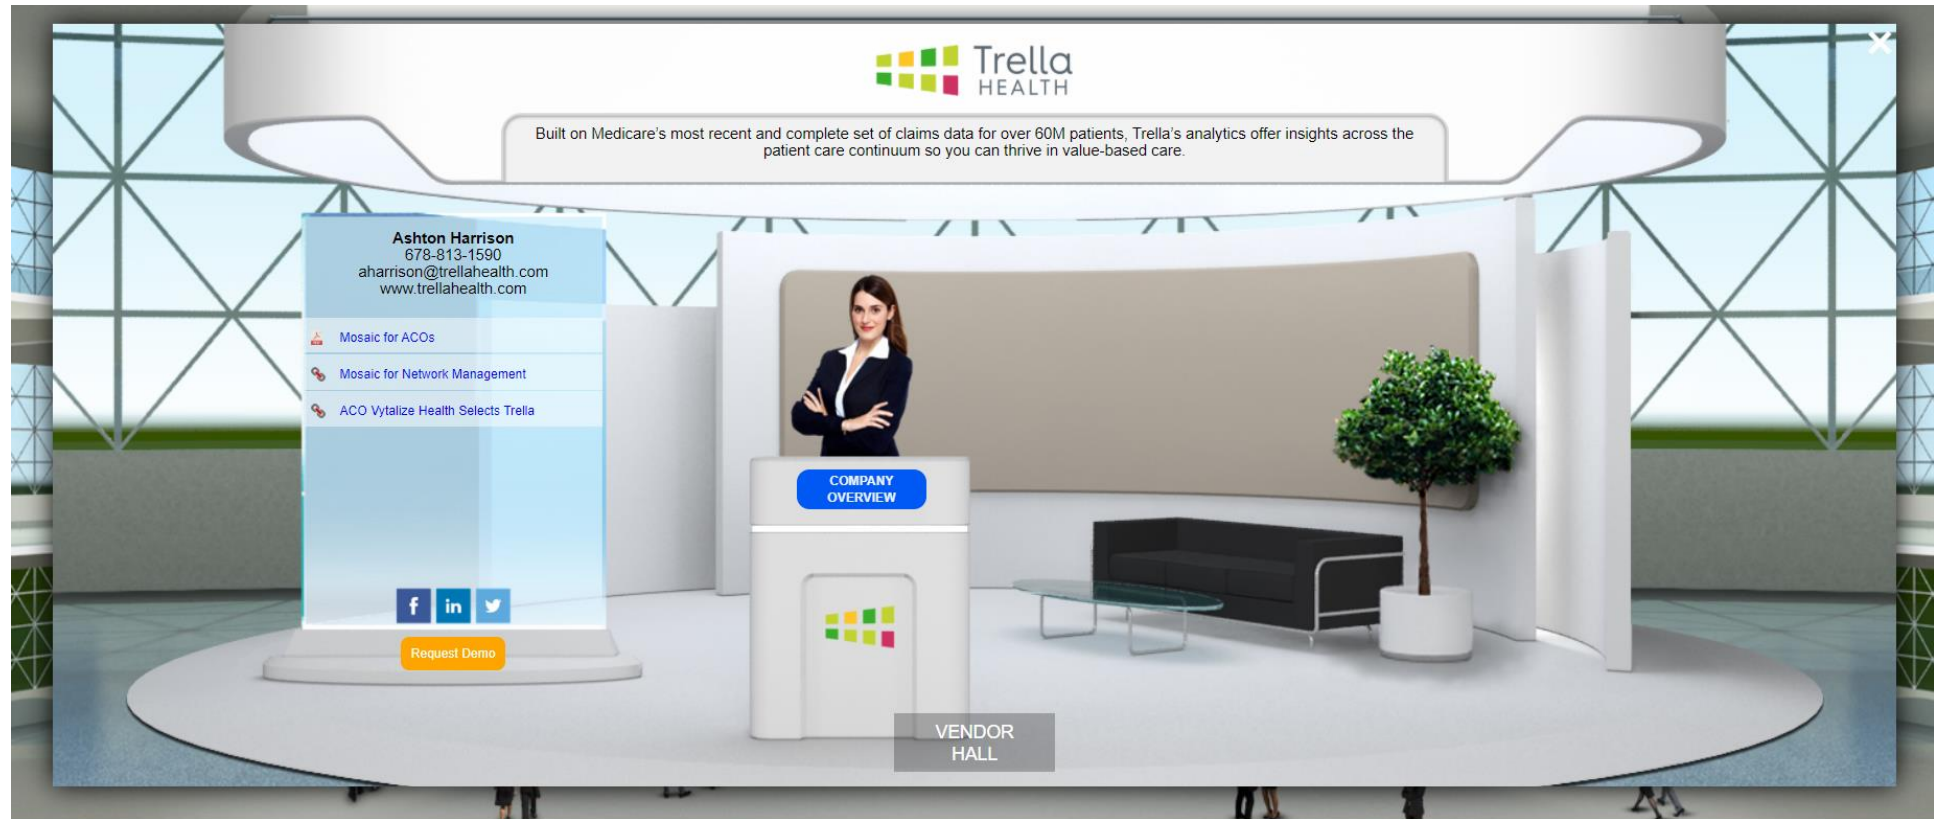 Trella
HEALTH
Built on Medicare's most recent and complete set of claims data for over 60M patients, Trella's analytics offer insights across the
patient care continuum so you can thrive in value-based care.
Ashton Harrison
678-813-1590
aharrison@trellahealth.com
www.trellahealth.com
Mosaic for ACOs
Mosaic for Network Management
ACO Vytalize Health Selects Trella
COMPANY
OVERVIEW
f in
Request Demo
VENDOR
HALL